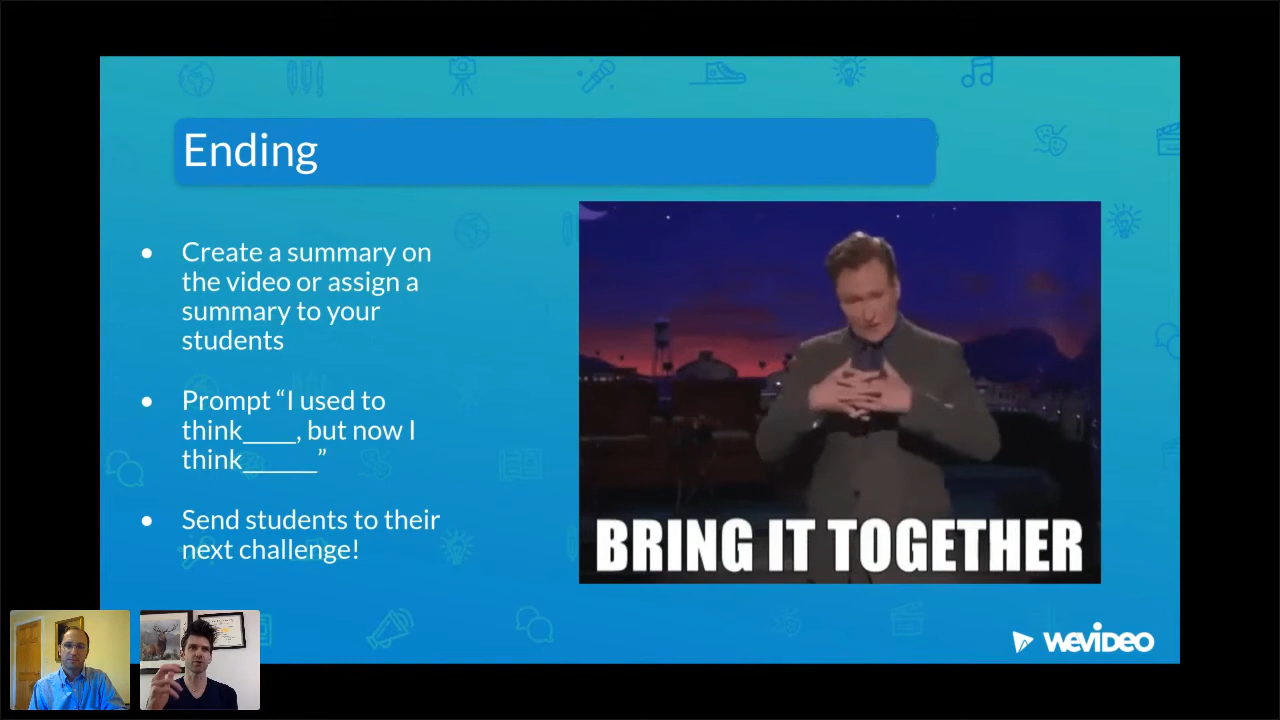 Ending
• Create a summary on
the video or assign a
summary to your
students
• Prompt “I used to
think____, but now I
think______”
• Send students to their
next challenge!
BRING IT TOGETHER
WEVIDEO